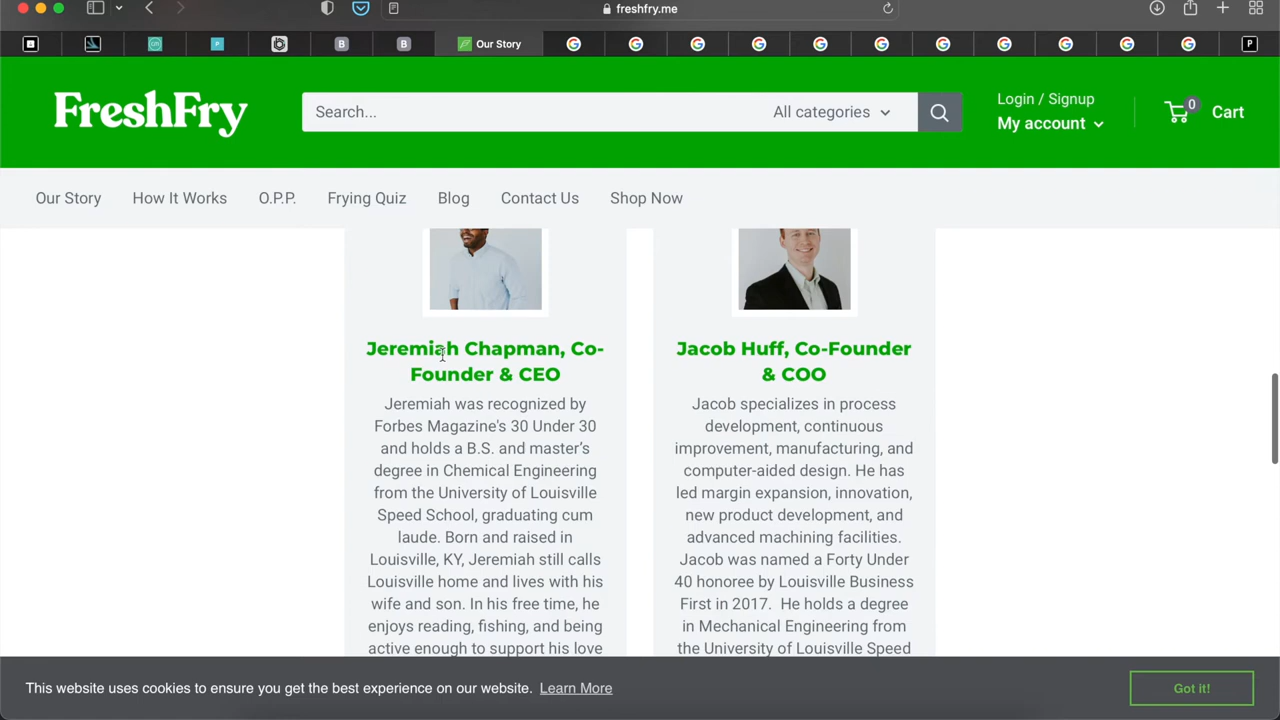 freshfry.me
Our Story
FreshFry
Search...
All categories
Login / Signup
My account
0
Cart
Our Story
How It Works
O.P.P.
Frying Quiz
Blog
Contact Us
Shop Now
Jeremiah Chapman, Co-
Founder & CEO
Jeremiah was recognized by
Forbes Magazine's 30 Under 30
and holds a B.S. and master’s
degree in Chemical Engineering
from the University of Louisville
Speed School, graduating cum
laude. Born and raised in
Louisville, KY, Jeremiah still calls
Louisville home and lives with his
wife and son. In his free time, he
enjoys reading, fishing, and being
active enough to support his love
Jacob Huff, Co-Founder
& COO
Jacob specializes in process
development, continuous
improvement, manufacturing, and
computer-aided design. He has
led margin expansion, innovation,
new product development, and
advanced machining facilities.
Jacob was named a Forty Under
40 honoree by Louisville Business
First in 2017. He holds a degree
in Mechanical Engineering from
the University of Louisville Speed
This website uses cookies to ensure you get the best experience on our website. Learn More
Got it!